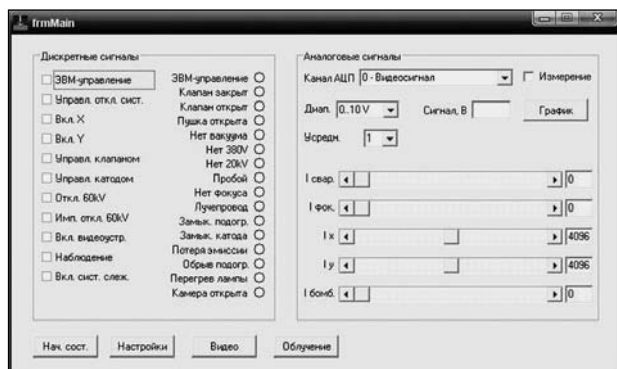 frmMain
Дискретные сигналы
ЭВМ-управление
Управл. откл. сист.
Вкл. X
Вкл. Y
Управл. клапаном
Управл. катодом
Откл. 60kV
Имп. откл. 60kV
Вкл. видеоустр.
Наблюдение
Вкл. сист. слеж.
ЭВМ-управление
Клапан закрыт
Клапан открыт
Пушка открыта
Нет вакуума
Нет 380V
Нет 20kV
Пробой
Нет фокуса
Лучепровод
Замык. подогр.
Замык. катода
Потеря эмиссии
Обрыв подогр.
Перегрев лампы
Камера открыта
Аналоговые сигналы
Канал АЦП 0 - Видеосигнал Измерение
Диап. 0..10 V Сигнал, В График
Усредн. 1
I свар. 0
I фок. 0
I x 4096
I y 4096
I бомб. 0
Нач. сост. Настройки Видео Облучение